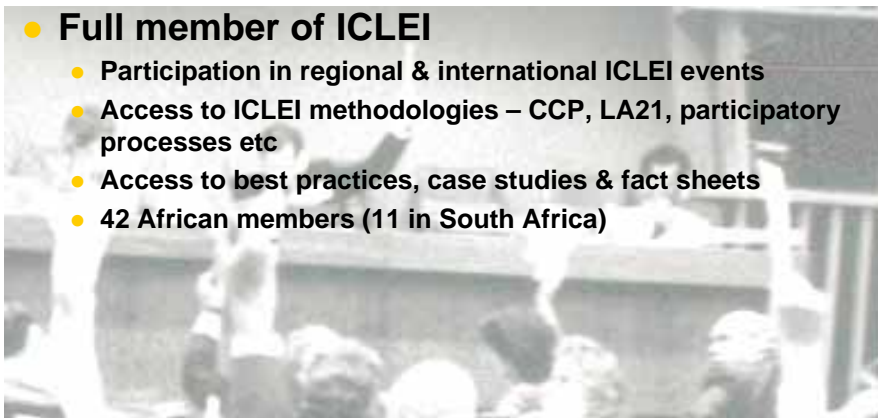 Full member of ICLEI
Participation in regional & international ICLEI events
Access to ICLEI methodologies – CCP, LA21, participatory
processes etc
Access to best practices, case studies & fact sheets
42 African members (11 in South Africa)